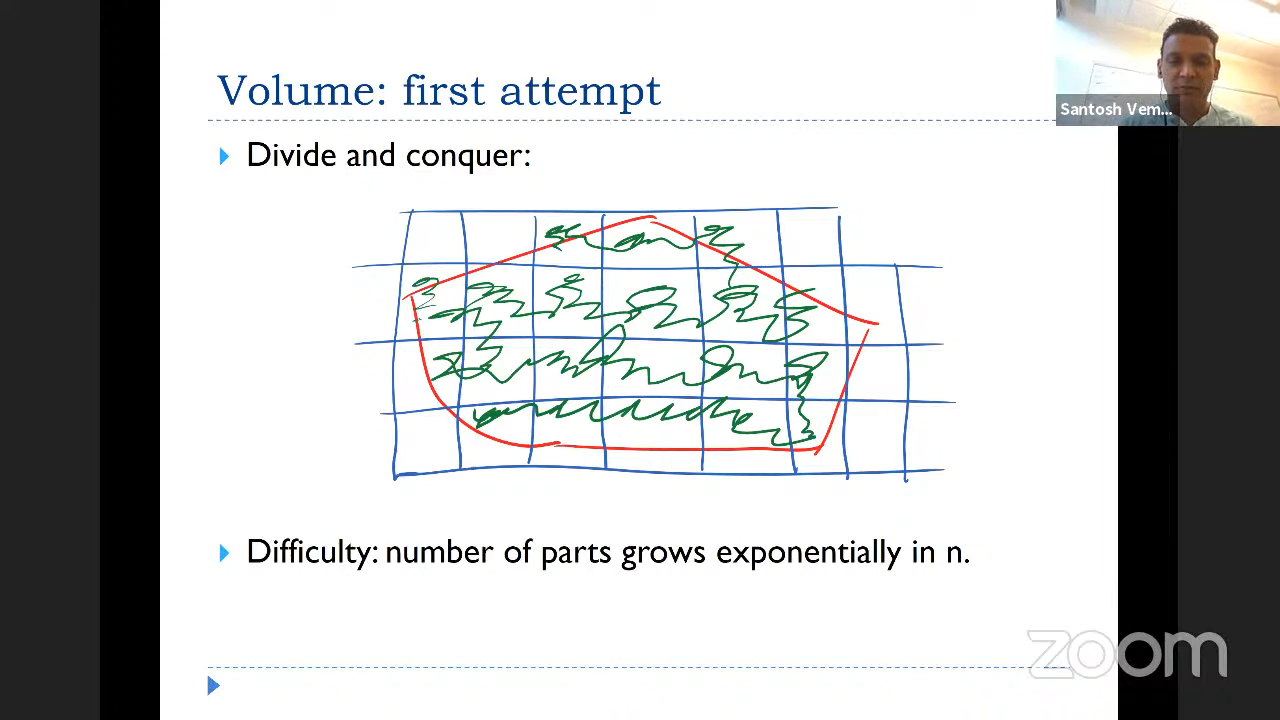 Volume: first attempt
Santosh Vem...
Divide and conquer:
Difficulty: number of parts grows exponentially in n.
zoom